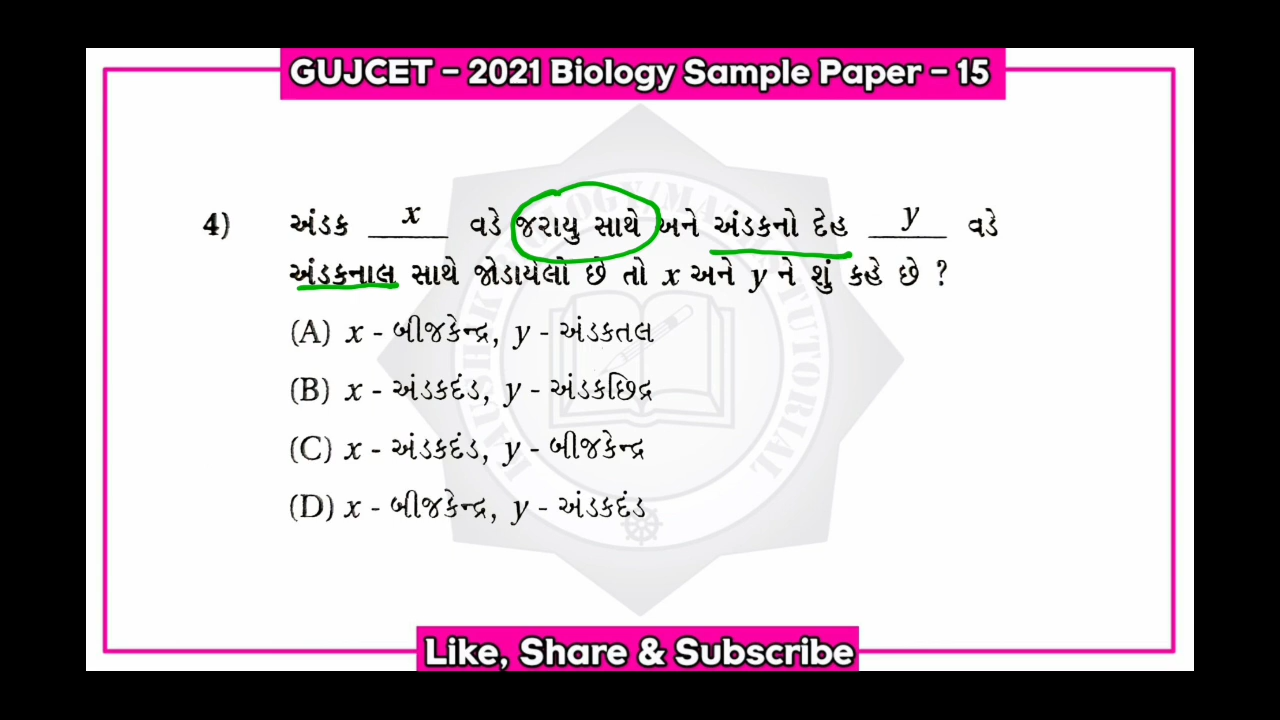 GUJCET – 2021 Biology Sample Paper – 15
4) અંડક x વડે જરાયુ સાથે અને અંડકનો દેહ y વડે
અંડકનાલ સાથે જોડાયેલો છે તો x અને y ને શું કહે છે ?
(A) x - બીજકેન્દ્ર, y - અંડકતલ
(B) x - અંડકદંડ, y - અંડકછિદ્ર
(C) x - અંડકદંડ, y - બીજકેન્દ્ર
(D) x - બીજકેન્દ્ર, y - અંડકદંડ
Like, Share & Subscribe